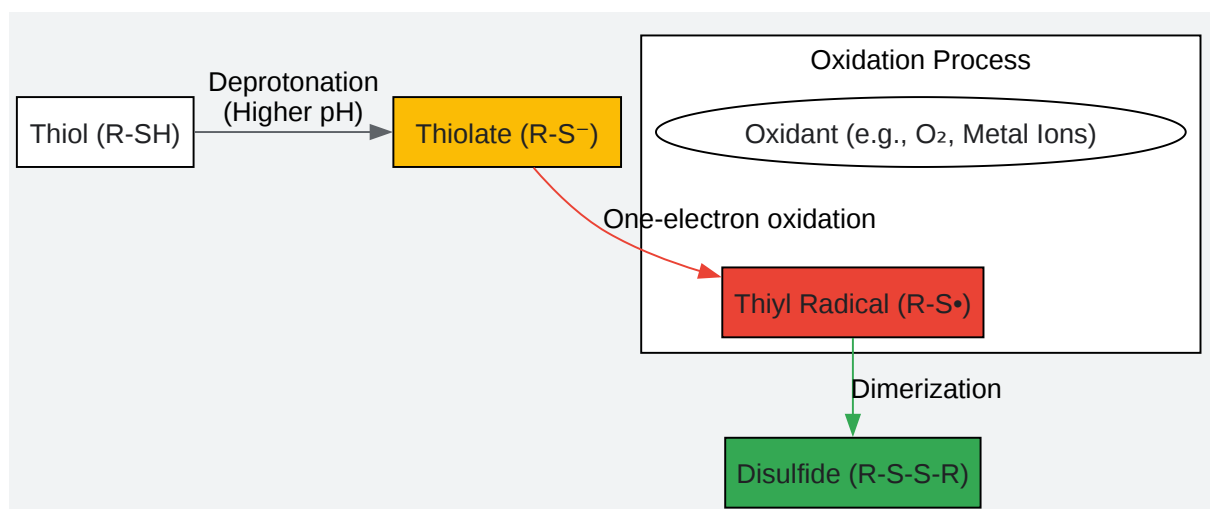 Oxidation Process
Deprotonation
(Higher pH)
Thiol (R-SH)
Thiolate (R-S⁻)
Oxidant (e.g., O₂, Metal Ions)
One-electron oxidation
Thiyl Radical (R-S•)
Dimerization
Disulfide (R-S-S-R)